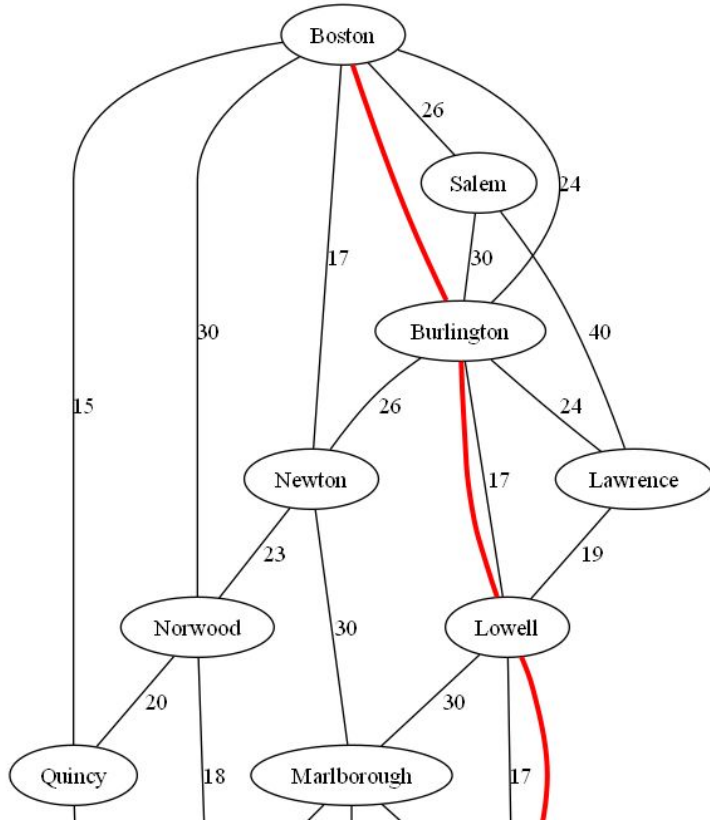 Boston
26
Salem
24
17
30
Burlington
30
40
15
26
24
Newton
17
Lawrence
23
19
Norwood
30
Lowell
20
30
Quincy
18
Marlborough
17